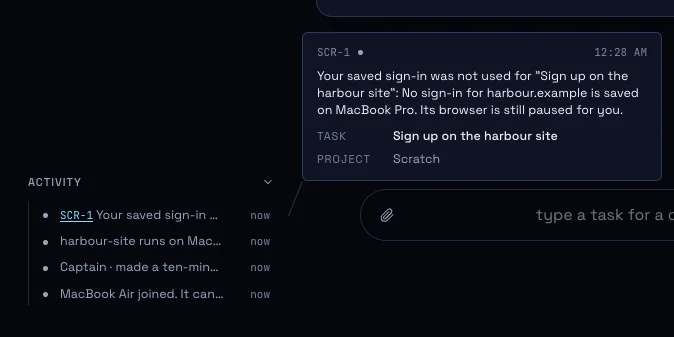 SCR-1
12:28 AM
Your saved sign-in was not used for "Sign up on the
harbour site": No sign-in for harbour.example is saved
on MacBook Pro. Its browser is still paused for you.
TASK Sign up on the harbour site
PROJECT Scratch
ACTIVITY
SCR-1 Your saved sign-in ... now
harbour-site runs on Mac... now
Captain · made a ten-min... now
MacBook Air joined. It can... now
type a task for a